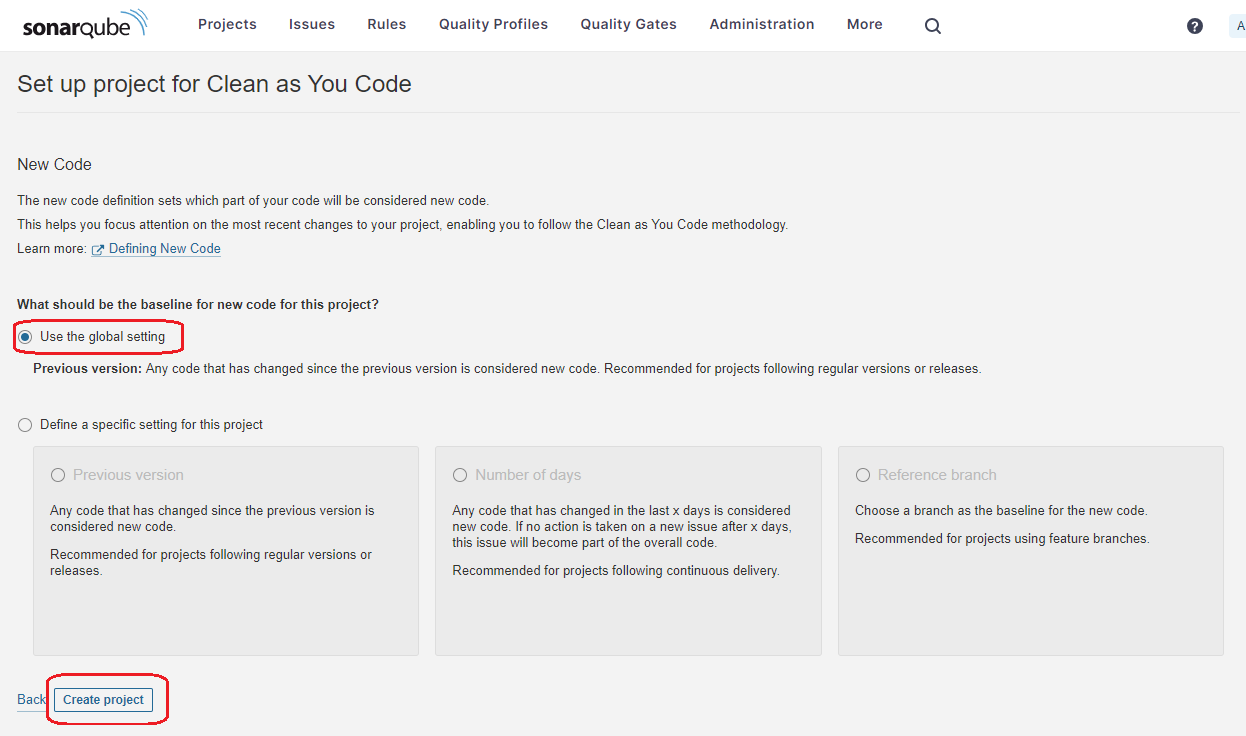 sonarqube Projects Issues Rules Quality Profiles Quality Gates Administration More ? A
Set up project for Clean as You Code
New Code
The new code definition sets which part of your code will be considered new code.
This helps you focus attention on the most recent changes to your project, enabling you to follow the Clean as You Code methodology.
Learn more: Defining New Code
What should be the baseline for new code for this project?
Use the global setting
Previous version: Any code that has changed since the previous version is considered new code. Recommended for projects following regular versions or releases.
Define a specific setting for this project
Previous version
Any code that has changed since the previous version is
considered new code.
Recommended for projects following regular versions or
releases.
Number of days
Any code that has changed in the last x days is considered
new code. If no action is taken on a new issue after x days,
this issue will become part of the overall code.
Recommended for projects following continuous delivery.
Reference branch
Choose a branch as the baseline for the new code.
Recommended for projects using feature branches.
Back Create project